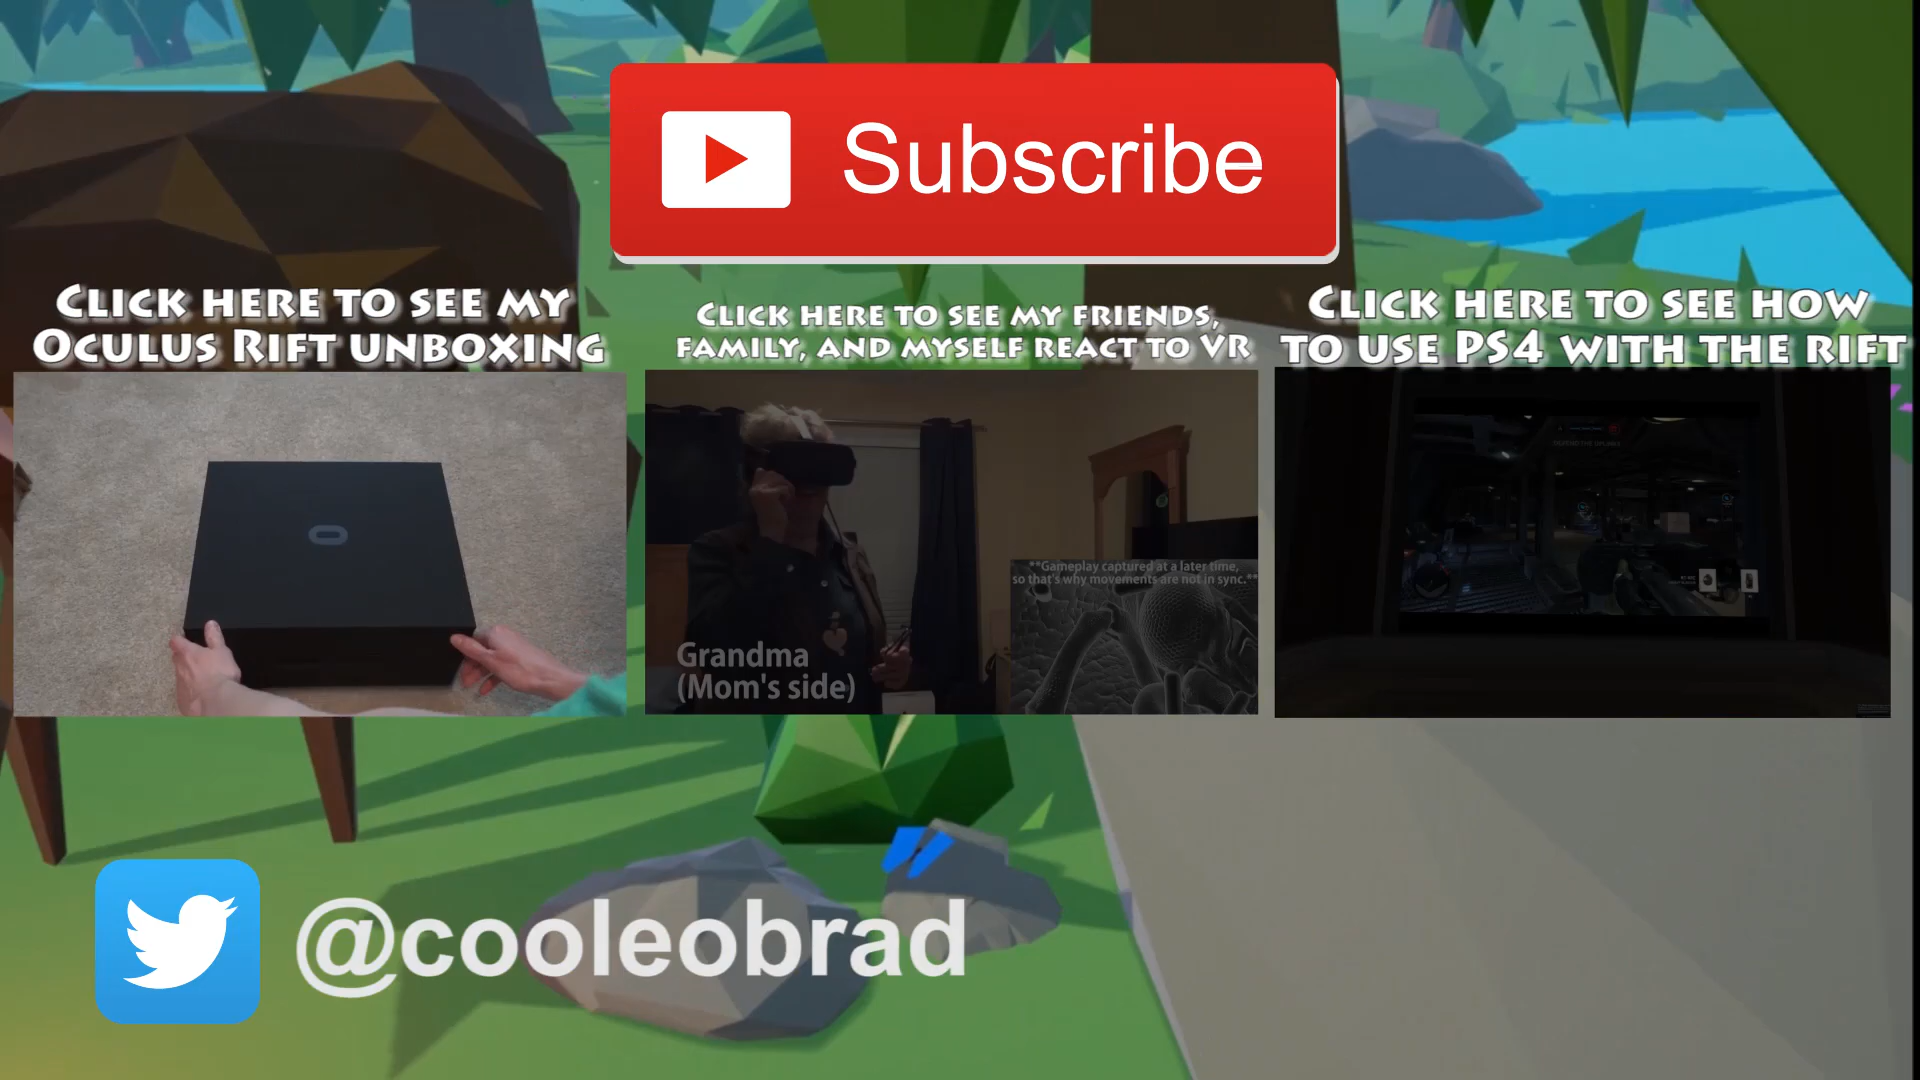 Subscribe
Click here to see my
Oculus Rift unboxing
Click here to see my friends,
family, and myself react to VR
Click here to see how
to use PS4 with the rift
**Gameplay captured at a later time,
so that's why movements are not in sync.**
Grandma
(Mom's side)
@cooleobrad